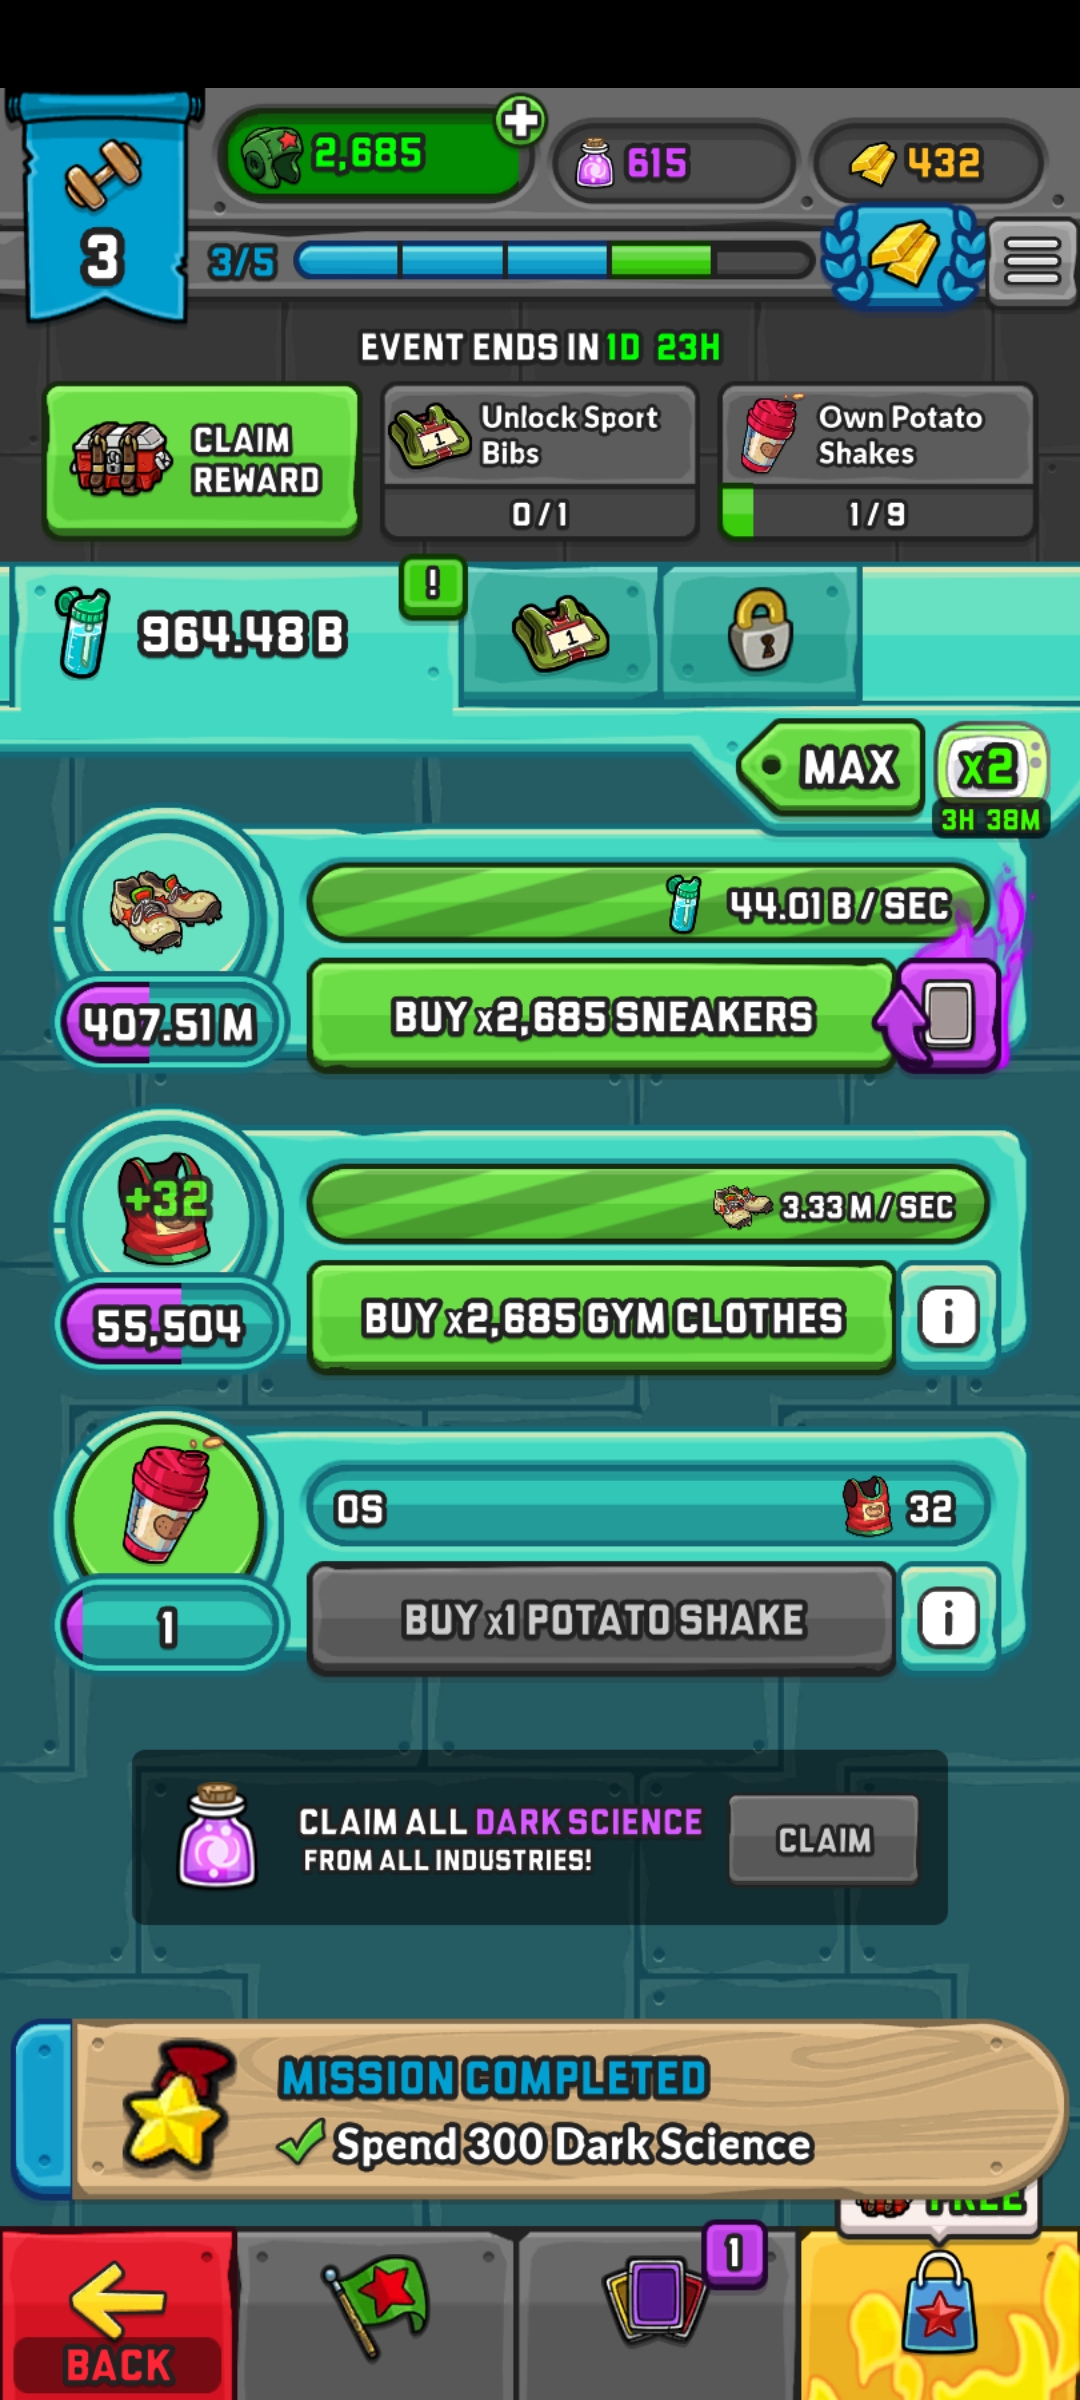 2,685
615
432
3
3/5
EVENT ENDS IN 1D 23H
CLAIM
REWARD
Unlock Sport
Bibs
0/1
Own Potato
Shakes
1/9
964.48 B
!
1
MAX
x2
3H 38M
44.01 B / SEC
407.51 M
BUY x2,685 SNEAKERS
+32
3.33 M / SEC
55,504
BUY x2,685 GYM CLOTHES
i
0S
32
1
BUY x1 POTATO SHAKE
i
CLAIM ALL DARK SCIENCE
FROM ALL INDUSTRIES!
CLAIM
MISSION COMPLETED
Spend 300 Dark Science
FREE
1
BACK